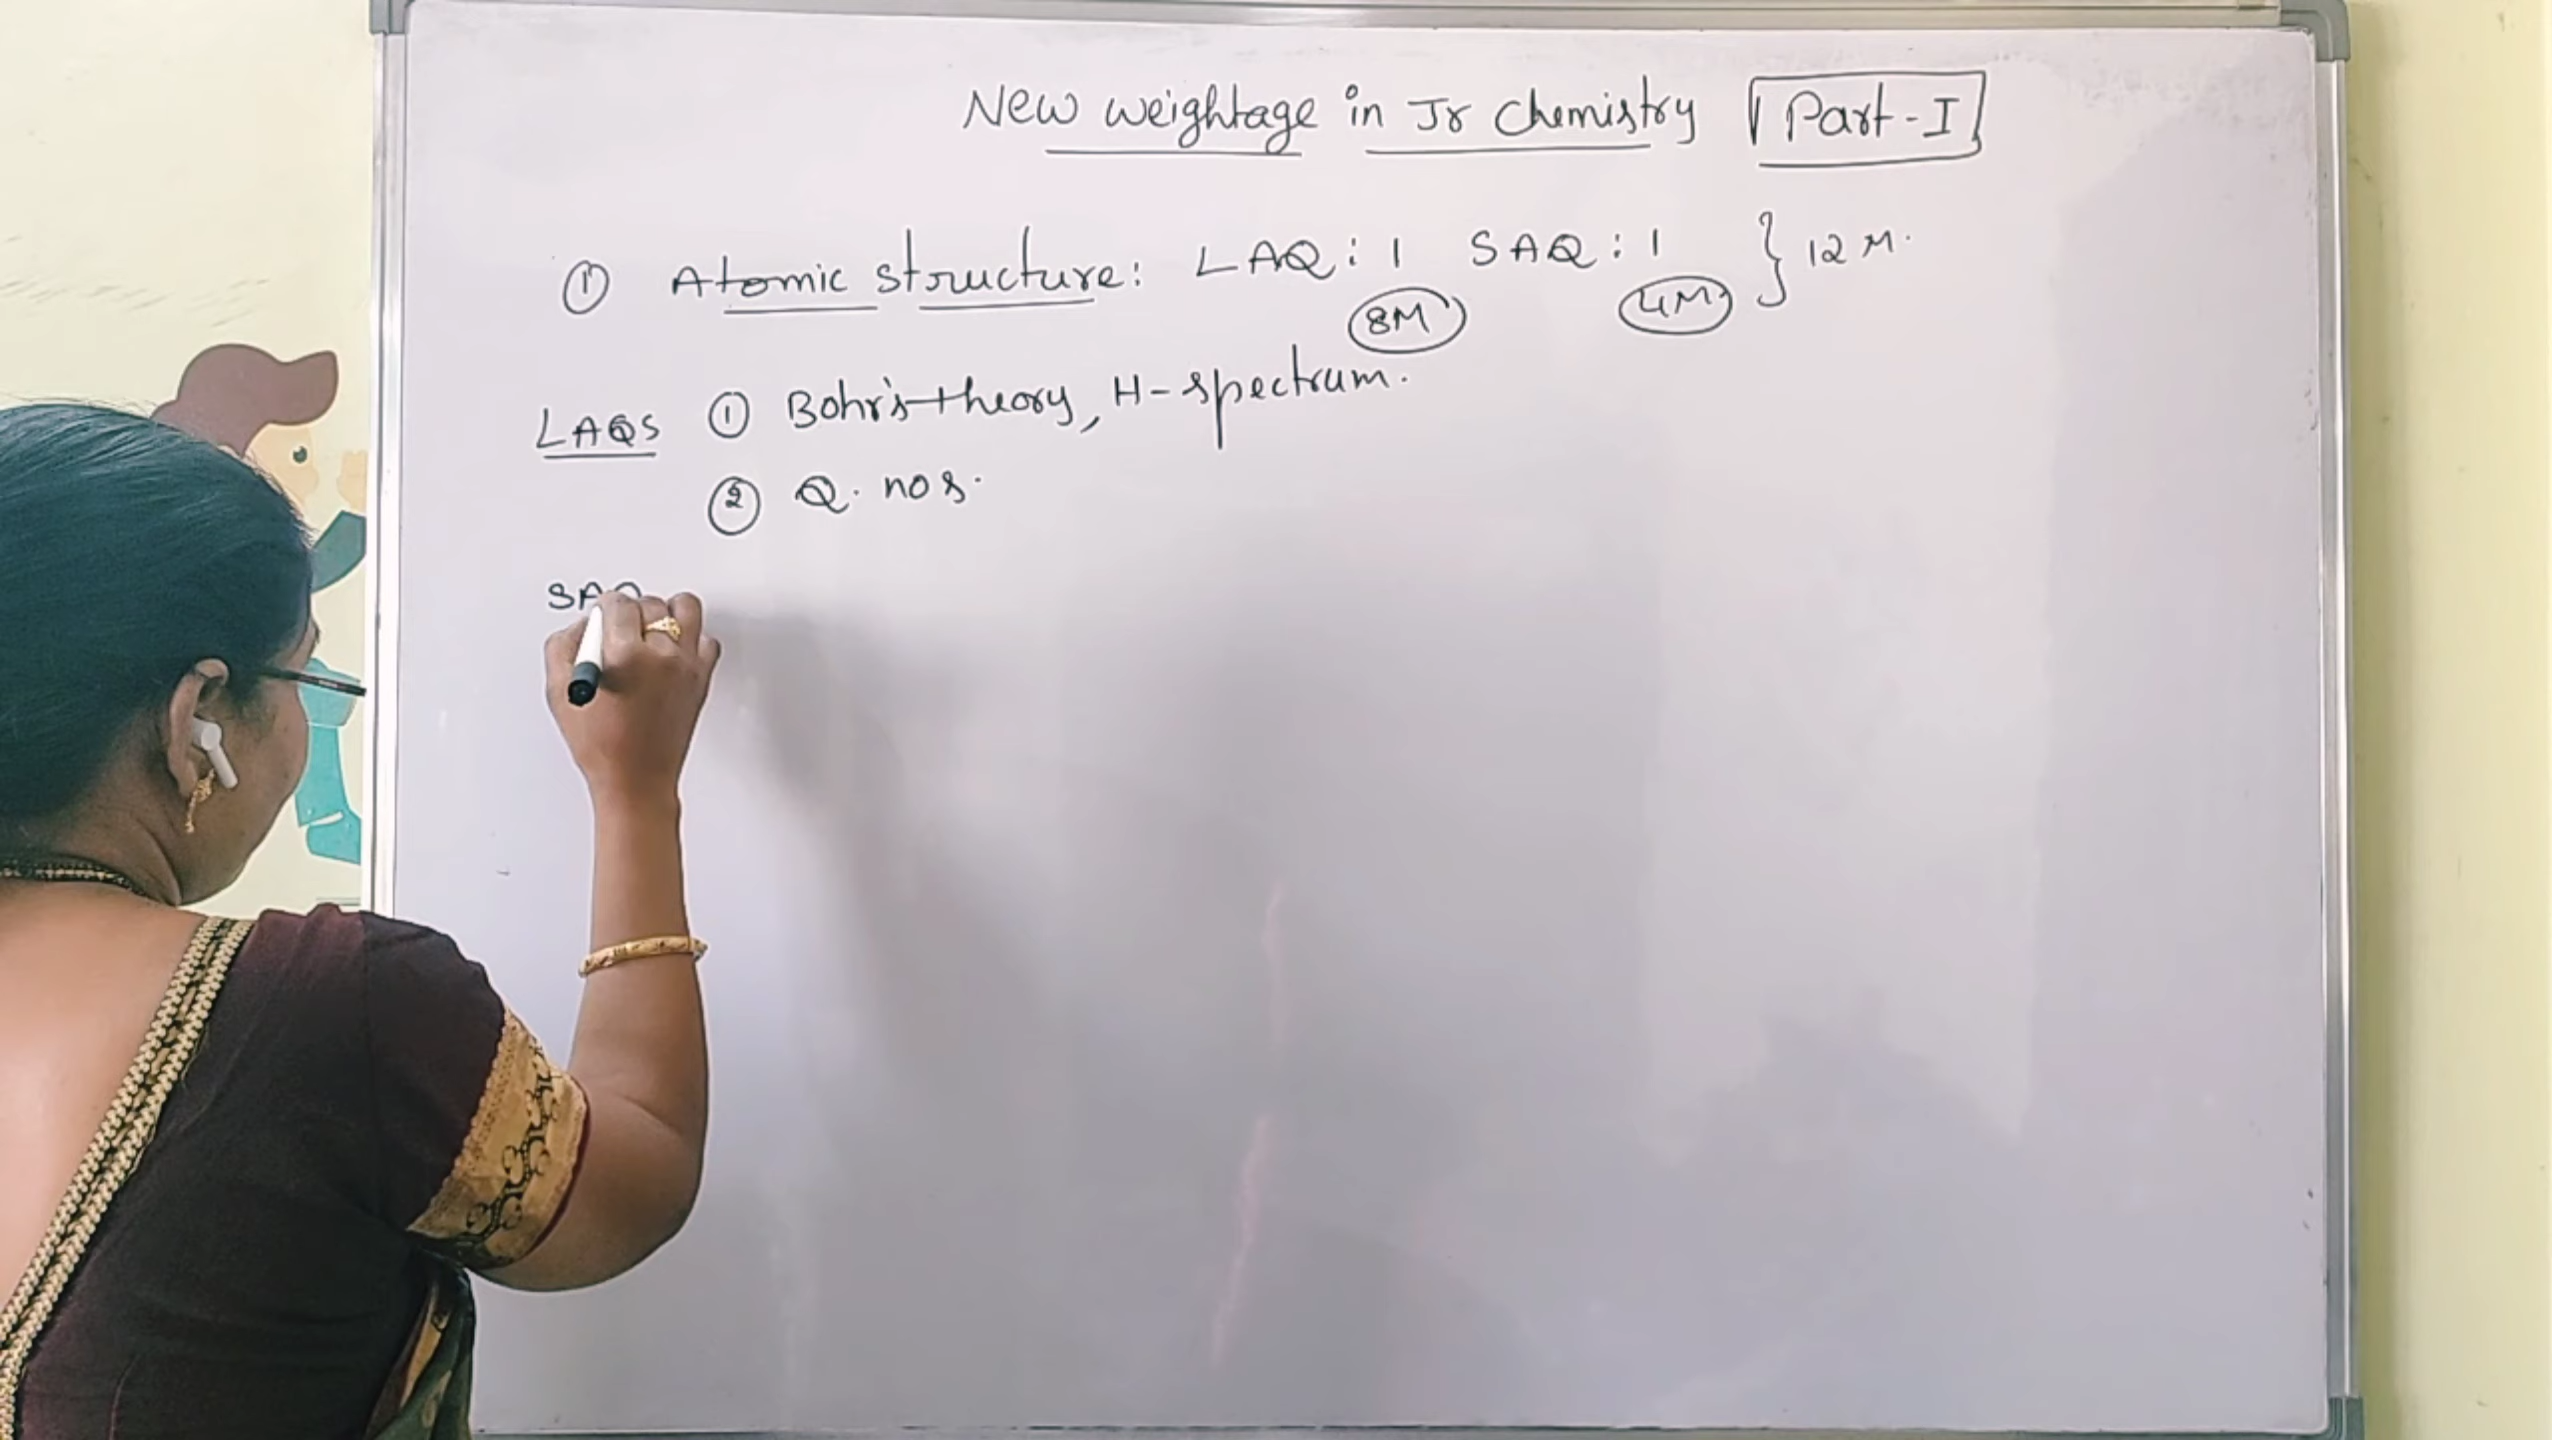 New weightage in Jr Chemistry Part-I
① Atomic structure: LAQ: 1 SAQ: 1 } 12 M.
8M 4M
LAQS ① Bohr's theory, H-spectrum.
② Q. nos.
SAQ